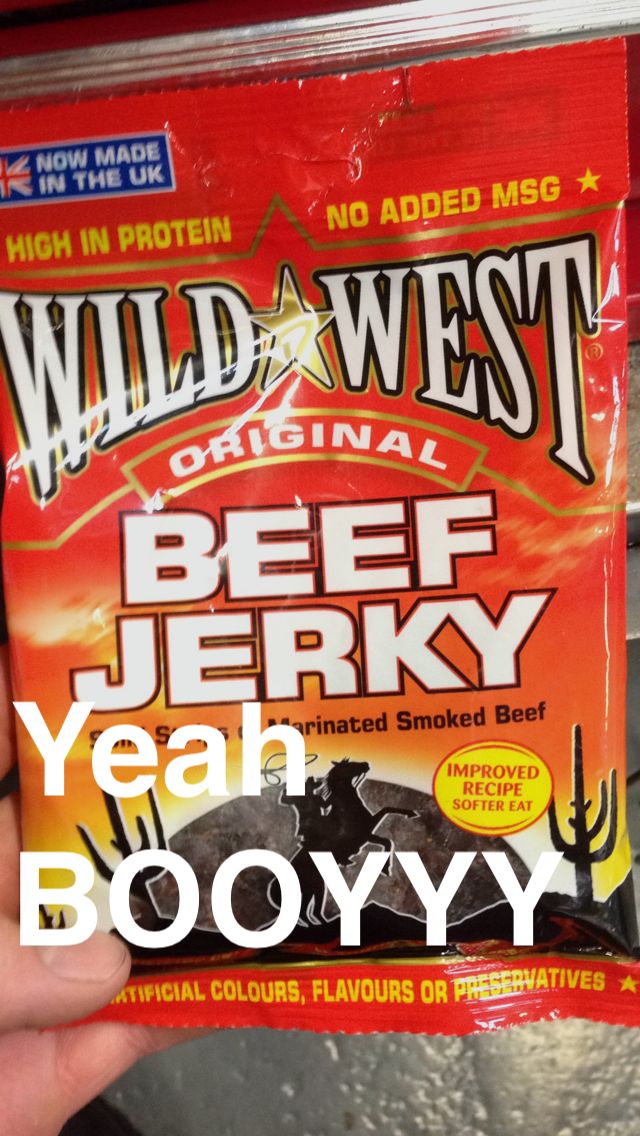 NOW MADE
IN THE UK
HIGH IN PROTEIN
NO ADDED MSG
WILD WEST
ORIGINAL
BEEF
JERKY
Marinated Smoked Beef
Yeah
IMPROVED
RECIPE
SOFTER EAT
BOOYYY
COLOURS, FLAVOURS OR PRESERVATIVES